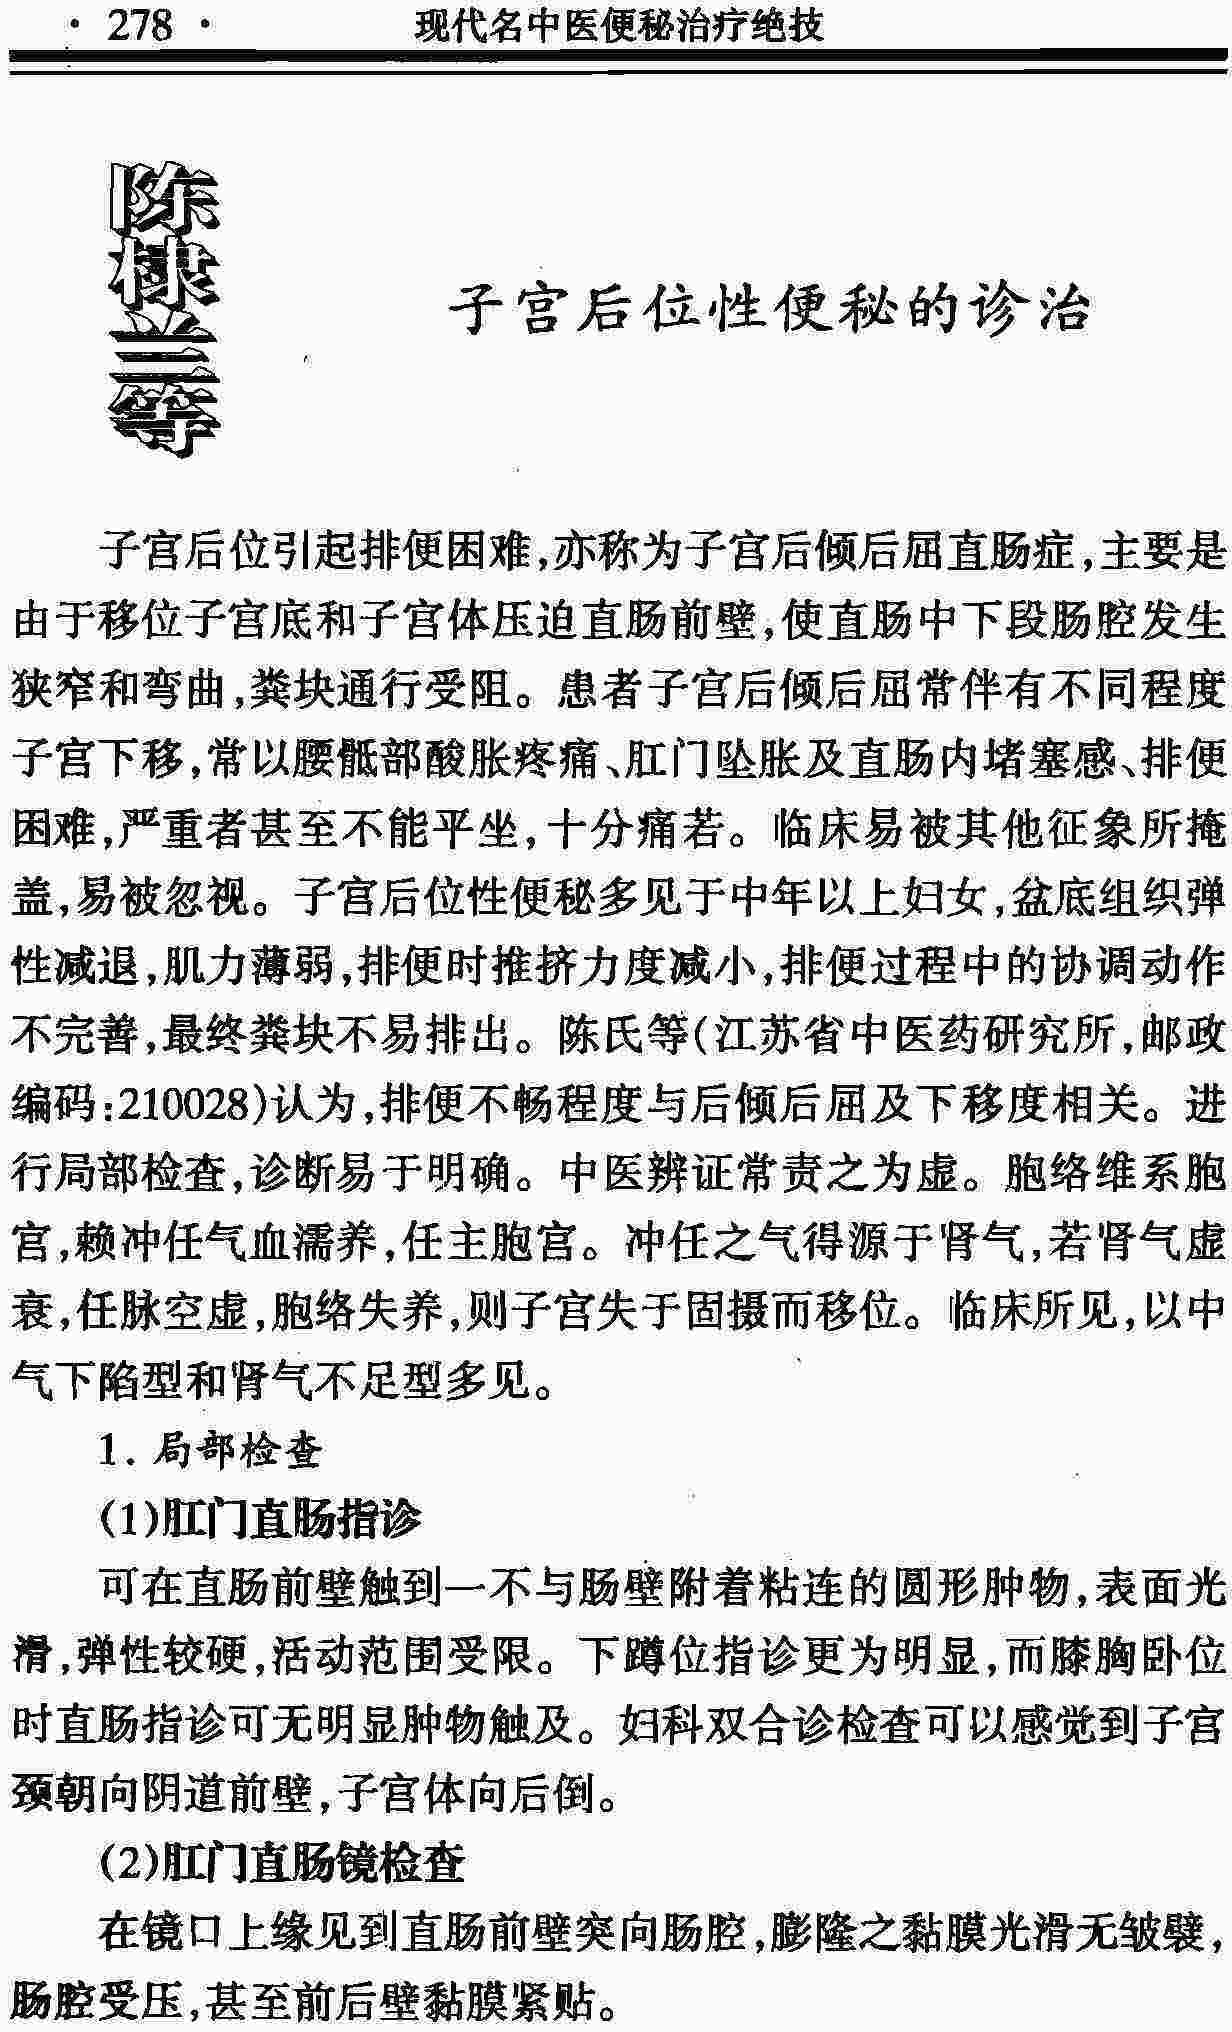 · 278 ·
现代名中医便秘治疗绝技
陈棣兰等
子宫后位性便秘的诊治
子宫后位引起排便困难,亦称为子宫后倾后屈直肠症,主要是
由于移位子宫底和子宫体压迫直肠前壁,使直肠中下段肠腔发生
狭窄和弯曲,粪块通行受阻。患者子宫后倾后屈常伴有不同程度
子宫下移,常以腰骶部酸胀疼痛、肛门坠胀及直肠内堵塞感、排便
困难,严重者甚至不能平坐,十分痛若。临床易被其他征象所掩
盖,易被忽视。子宫后位性便秘多见于中年以上妇女,盆底组织弹
性减退,肌力薄弱,排便时推挤力度减小,排便过程中的协调动作
不完善,最终粪块不易排出。陈氏等(江苏省中医药研究所,邮政
编码:210028)认为,排便不畅程度与后倾后屈及下移度相关。进
行局部检查,诊断易于明确。中医辨证常责之为虚。胞络维系胞
宫,赖冲任气血濡养,任主胞宫。冲任之气得源于肾气,若肾气虚
衰,任脉空虚,胞络失养,则子宫失于固摄而移位。临床所见,以中
气下陷型和肾气不足型多见。
1. 局部检查
(1)肛门直肠指诊
可在直肠前壁触到一不与肠壁附着粘连的圆形肿物,表面光
滑,弹性较硬,活动范围受限。下蹲位指诊更为明显,而膝胸卧位
时直肠指诊可无明显肿物触及。妇科双合诊检查可以感觉到子宫
颈朝向阴道前壁,子宫体向后倒。
(2)肛门直肠镜检查
在镜口上缘见到直肠前壁突向肠腔,膨隆之黏膜光滑无皱襞,
肠腔受压,甚至前后壁黏膜紧贴。